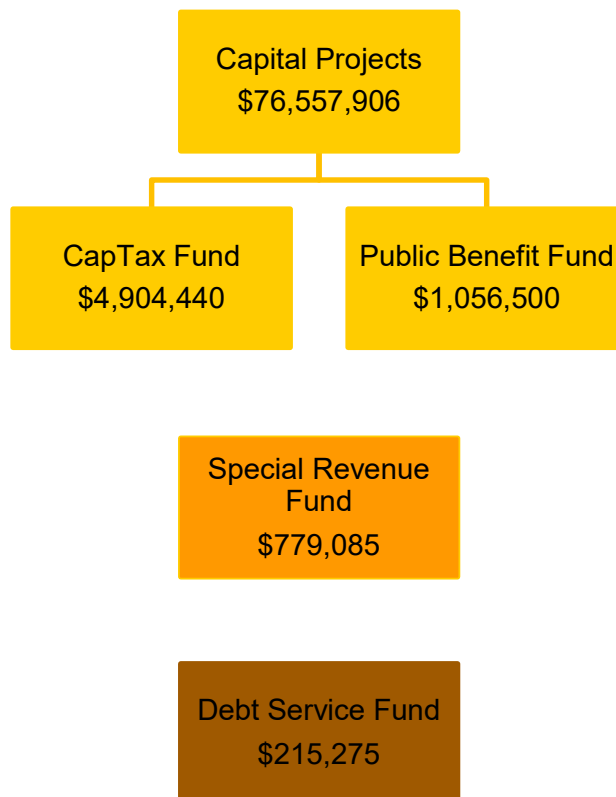 Capital Projects
$76,557,906
CapTax Fund
$4,904,440
Public Benefit Fund
$1,056,500
Special Revenue
Fund
$779,085
Debt Service Fund
$215,275